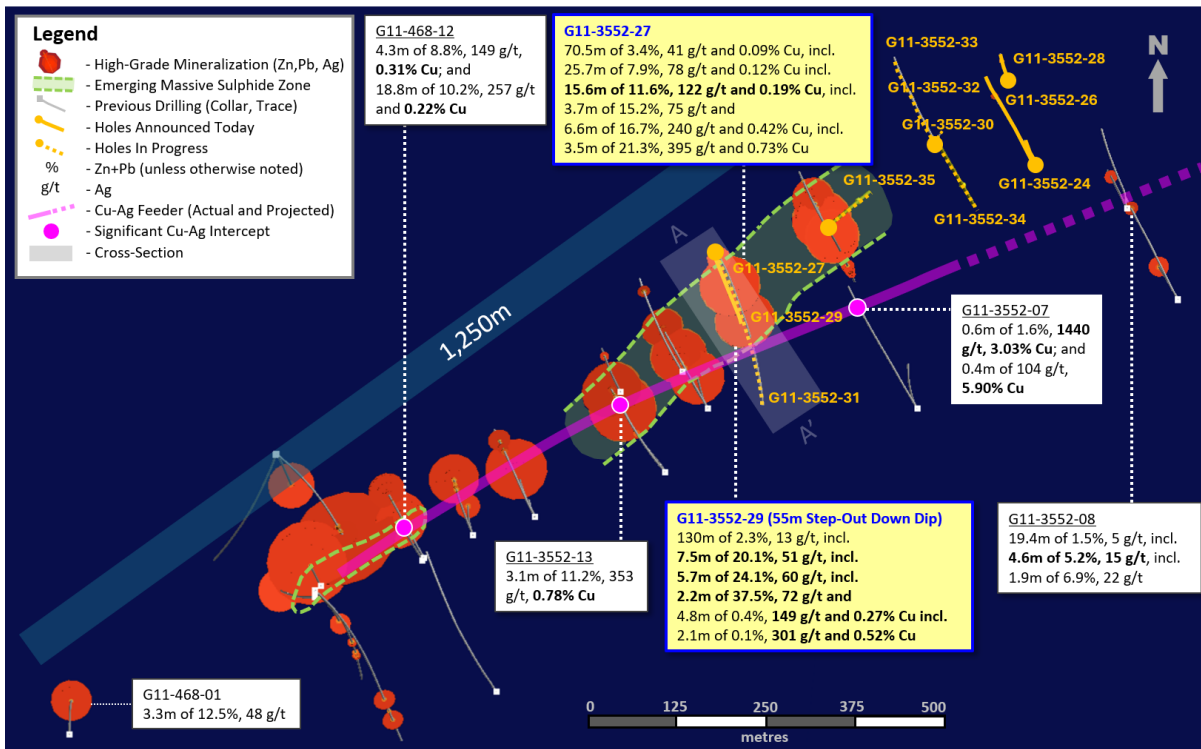 Legend
- High-Grade Mineralization (Zn,Pb, Ag)
- Emerging Massive Sulphide Zone
- Previous Drilling (Collar, Trace)
- Holes Announced Today
- Holes In Progress
% - Zn+Pb (unless otherwise noted)
g/t - Ag
- Cu-Ag Feeder (Actual and Projected)
- Significant Cu-Ag Intercept
- Cross-Section
G11-468-12
4.3m of 8.8%, 149 g/t,
0.31% Cu; and
18.8m of 10.2%, 257 g/t
and 0.22% Cu
G11-3552-27
70.5m of 3.4%, 41 g/t and 0.09% Cu, incl.
25.7m of 7.9%, 78 g/t and 0.12% Cu incl.
15.6m of 11.6%, 122 g/t and 0.19% Cu, incl.
3.7m of 15.2%, 75 g/t and
6.6m of 16.7%, 240 g/t and 0.42% Cu, incl.
3.5m of 21.3%, 395 g/t and 0.73% Cu
G11-3552-33
G11-3552-28
G11-3552-32
G11-3552-26
G11-3552-30
G11-3552-24
G11-3552-34
N
G11-3552-35
A
G11-3552-27
G11-3552-29
G11-3552-31
A'
1,250m
G11-3552-07
0.6m of 1.6%, 1440
g/t, 3.03% Cu; and
0.4m of 104 g/t,
5.90% Cu
G11-3552-13
3.1m of 11.2%, 353
g/t, 0.78% Cu
G11-3552-29 (55m Step-Out Down Dip)
130m of 2.3%, 13 g/t, incl.
7.5m of 20.1%, 51 g/t, incl.
5.7m of 24.1%, 60 g/t, incl.
2.2m of 37.5%, 72 g/t and
4.8m of 0.4%, 149 g/t and 0.27% Cu incl.
2.1m of 0.1%, 301 g/t and 0.52% Cu
G11-3552-08
19.4m of 1.5%, 5 g/t, incl.
4.6m of 5.2%, 15 g/t, incl.
1.9m of 6.9%, 22 g/t
G11-468-01
3.3m of 12.5%, 48 g/t
0 125 250 375 500
metres